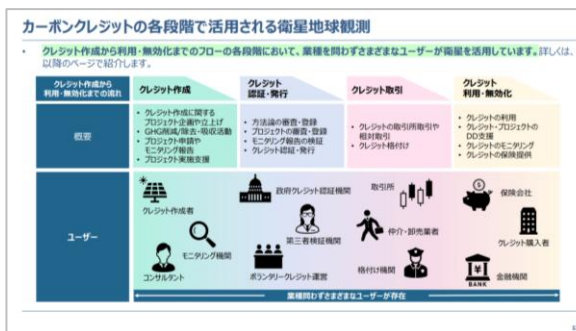 カーボンクレジットの各段階で活用される衛星地球観測
• クレジット作成から利用・無効化までのフローの各段階において、業種を問わずさまざまなユーザーが衛星を活用しています。詳しくは、
以降のページで紹介します。
クレジット作成から
利用・無効化までの流れ
クレジット作成
クレジット
認証・発行
クレジット取引
クレジット
利用・無効化
概要
• クレジット作成に関する
プロジェクト企画や立上げ
• GHG削減/除去・吸収活動
• プロジェクト申請や
モニタリング報告
• プロジェクト実施支援
• 方法論の審査・登録
• プロジェクトの審査・登録
• モニタリング報告の検証
• クレジット認証・発行
• クレジットの取引所取引や
相対取引
• クレジット格付け
• クレジットの利用
• クレジット・プロジェクトの
DD支援
• クレジットのモニタリング
• クレジットの保険提供
ユーザー
クレジット作成者
モニタリング機関
コンサルタント
政府クレジット認証機関
第三者検証機関
ボランタリークレジット運営
取引所
仲介・卸売業者
格付け機関
保険会社
クレジット購入者
BANK
金融機関
業種問わずさまざまなユーザーが存在